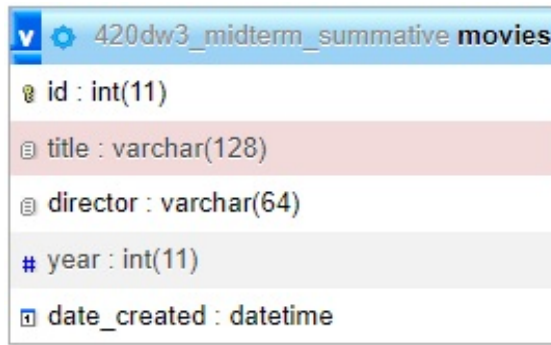 v 420dw3_midterm_summative movies
id : int(11)
title : varchar(128)
director : varchar(64)
# year : int(11)
date_created : datetime